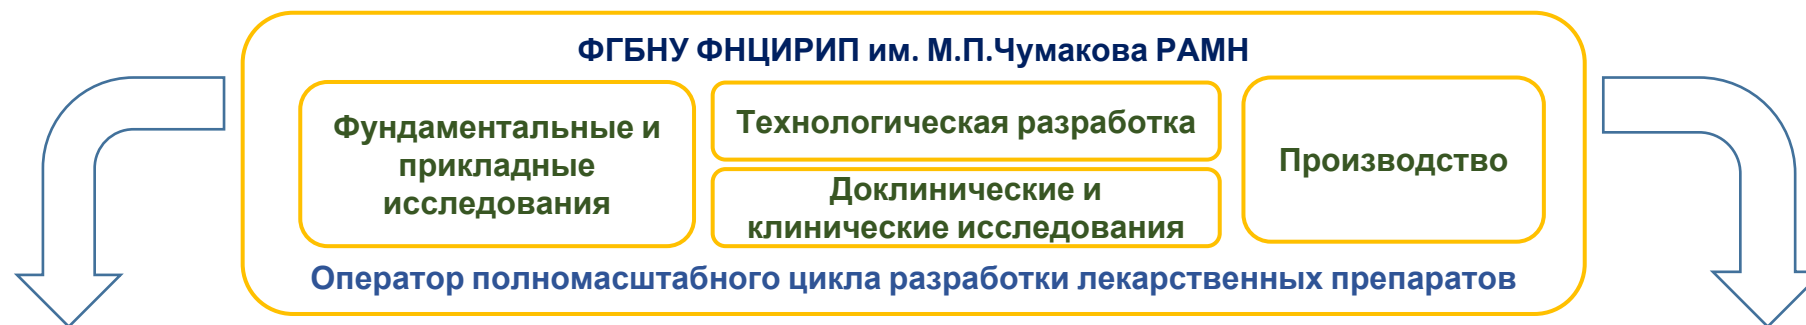 ФГБНУ ФНЦИРИП им. М.П.Чумакова РАМН
Фундаментальные и
прикладные
исследования
Технологическая разработка
Доклинические и
клинические исследования
Производство
Оператор полномасштабного цикла разработки лекарственных препаратов